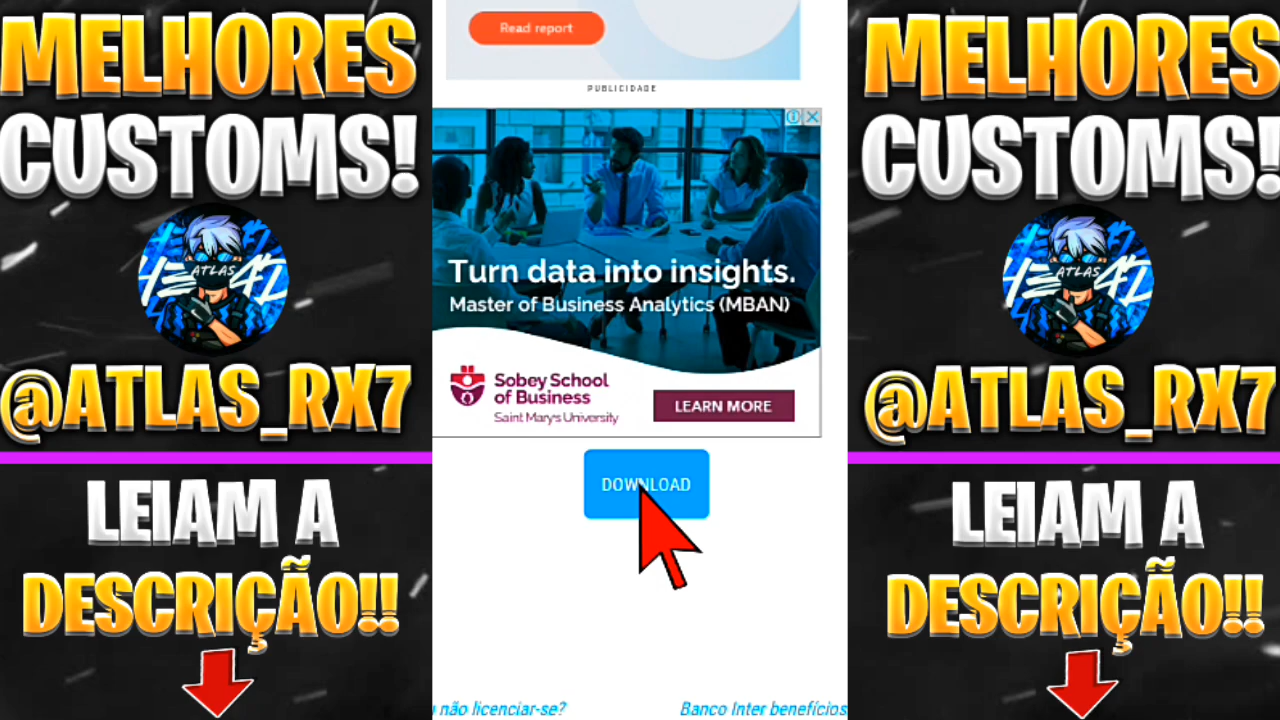 MELHORES
CUSTOMS!
ATLAS
@ATLAS_RX7
LEIAM A
DESCRIÇÃO!!
Read report
PUBLICIDADE
Turn data into insights.
Master of Business Analytics (MBAN)
Sobey School
of Business
Saint Mary's University
LEARN MORE
DOWNLOAD
não licenciar-se?
Banco Inter benefícios
MELHORES
CUSTOMS!
ATLAS
@ATLAS_RX7
LEIAM A
DESCRIÇÃO!!